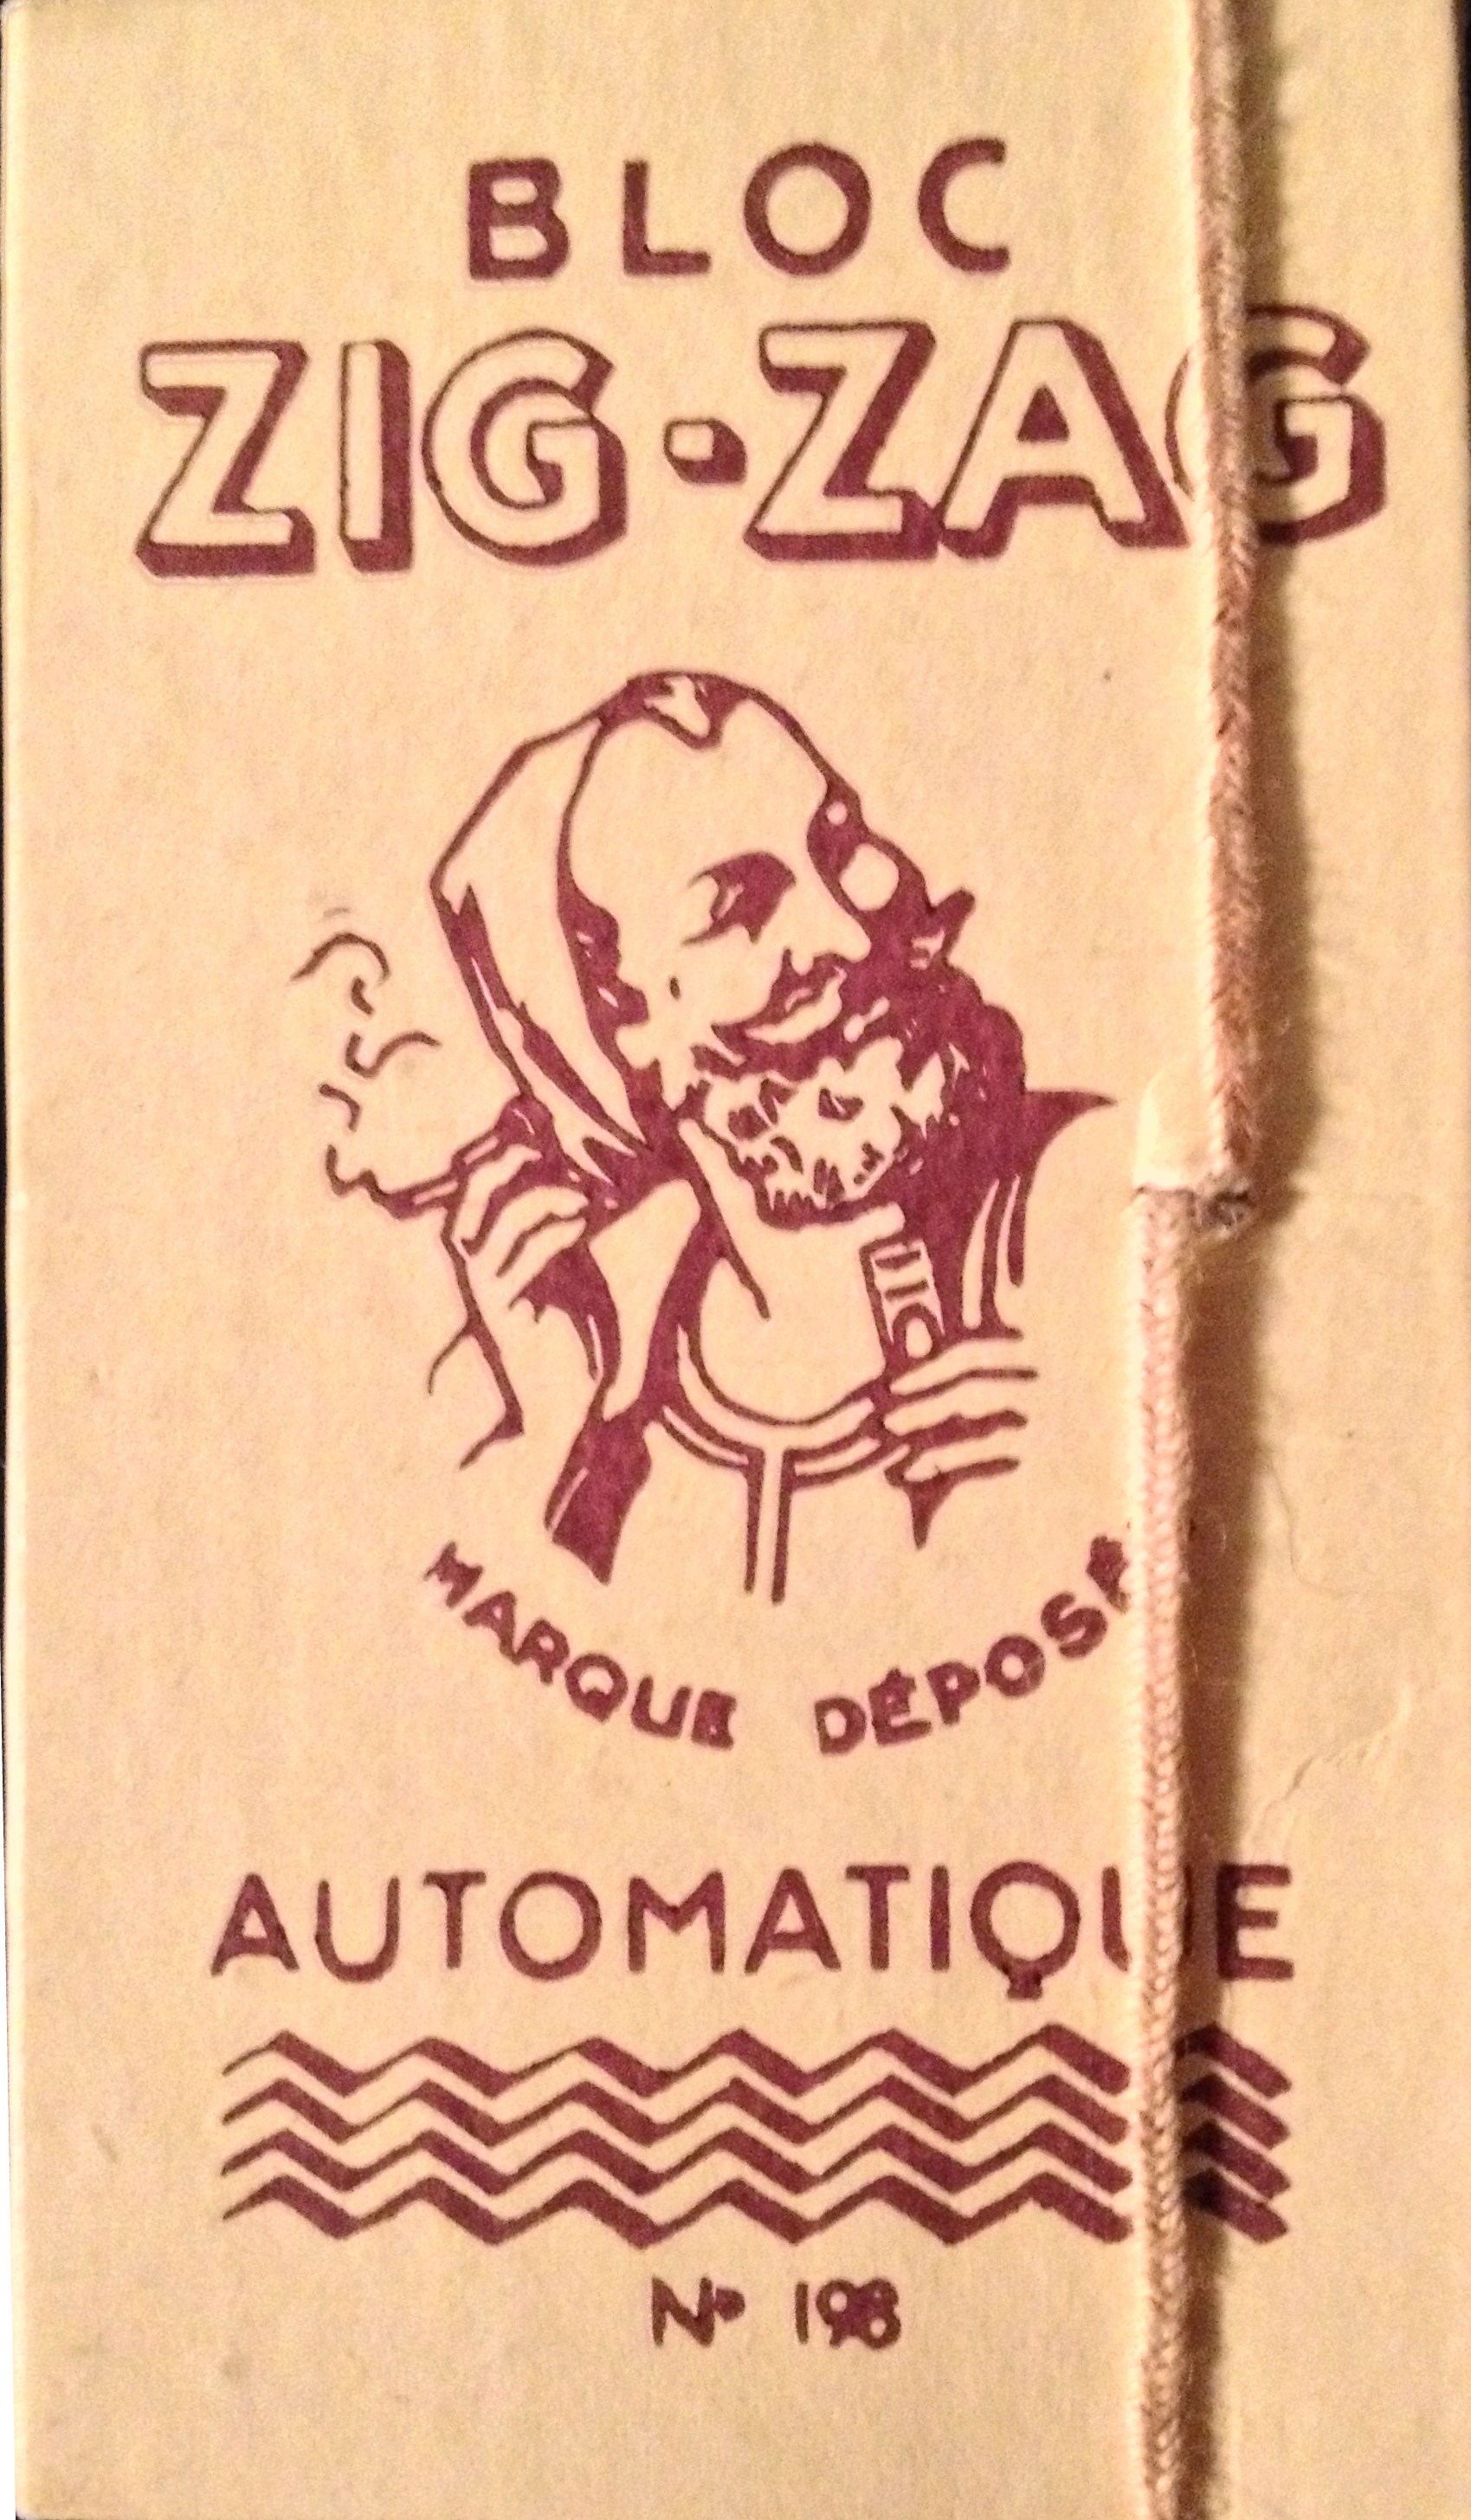 BLOC
ZIG-ZAG
MARQUE DÉPOSÉ
AUTOMATIQUE
Nº 198